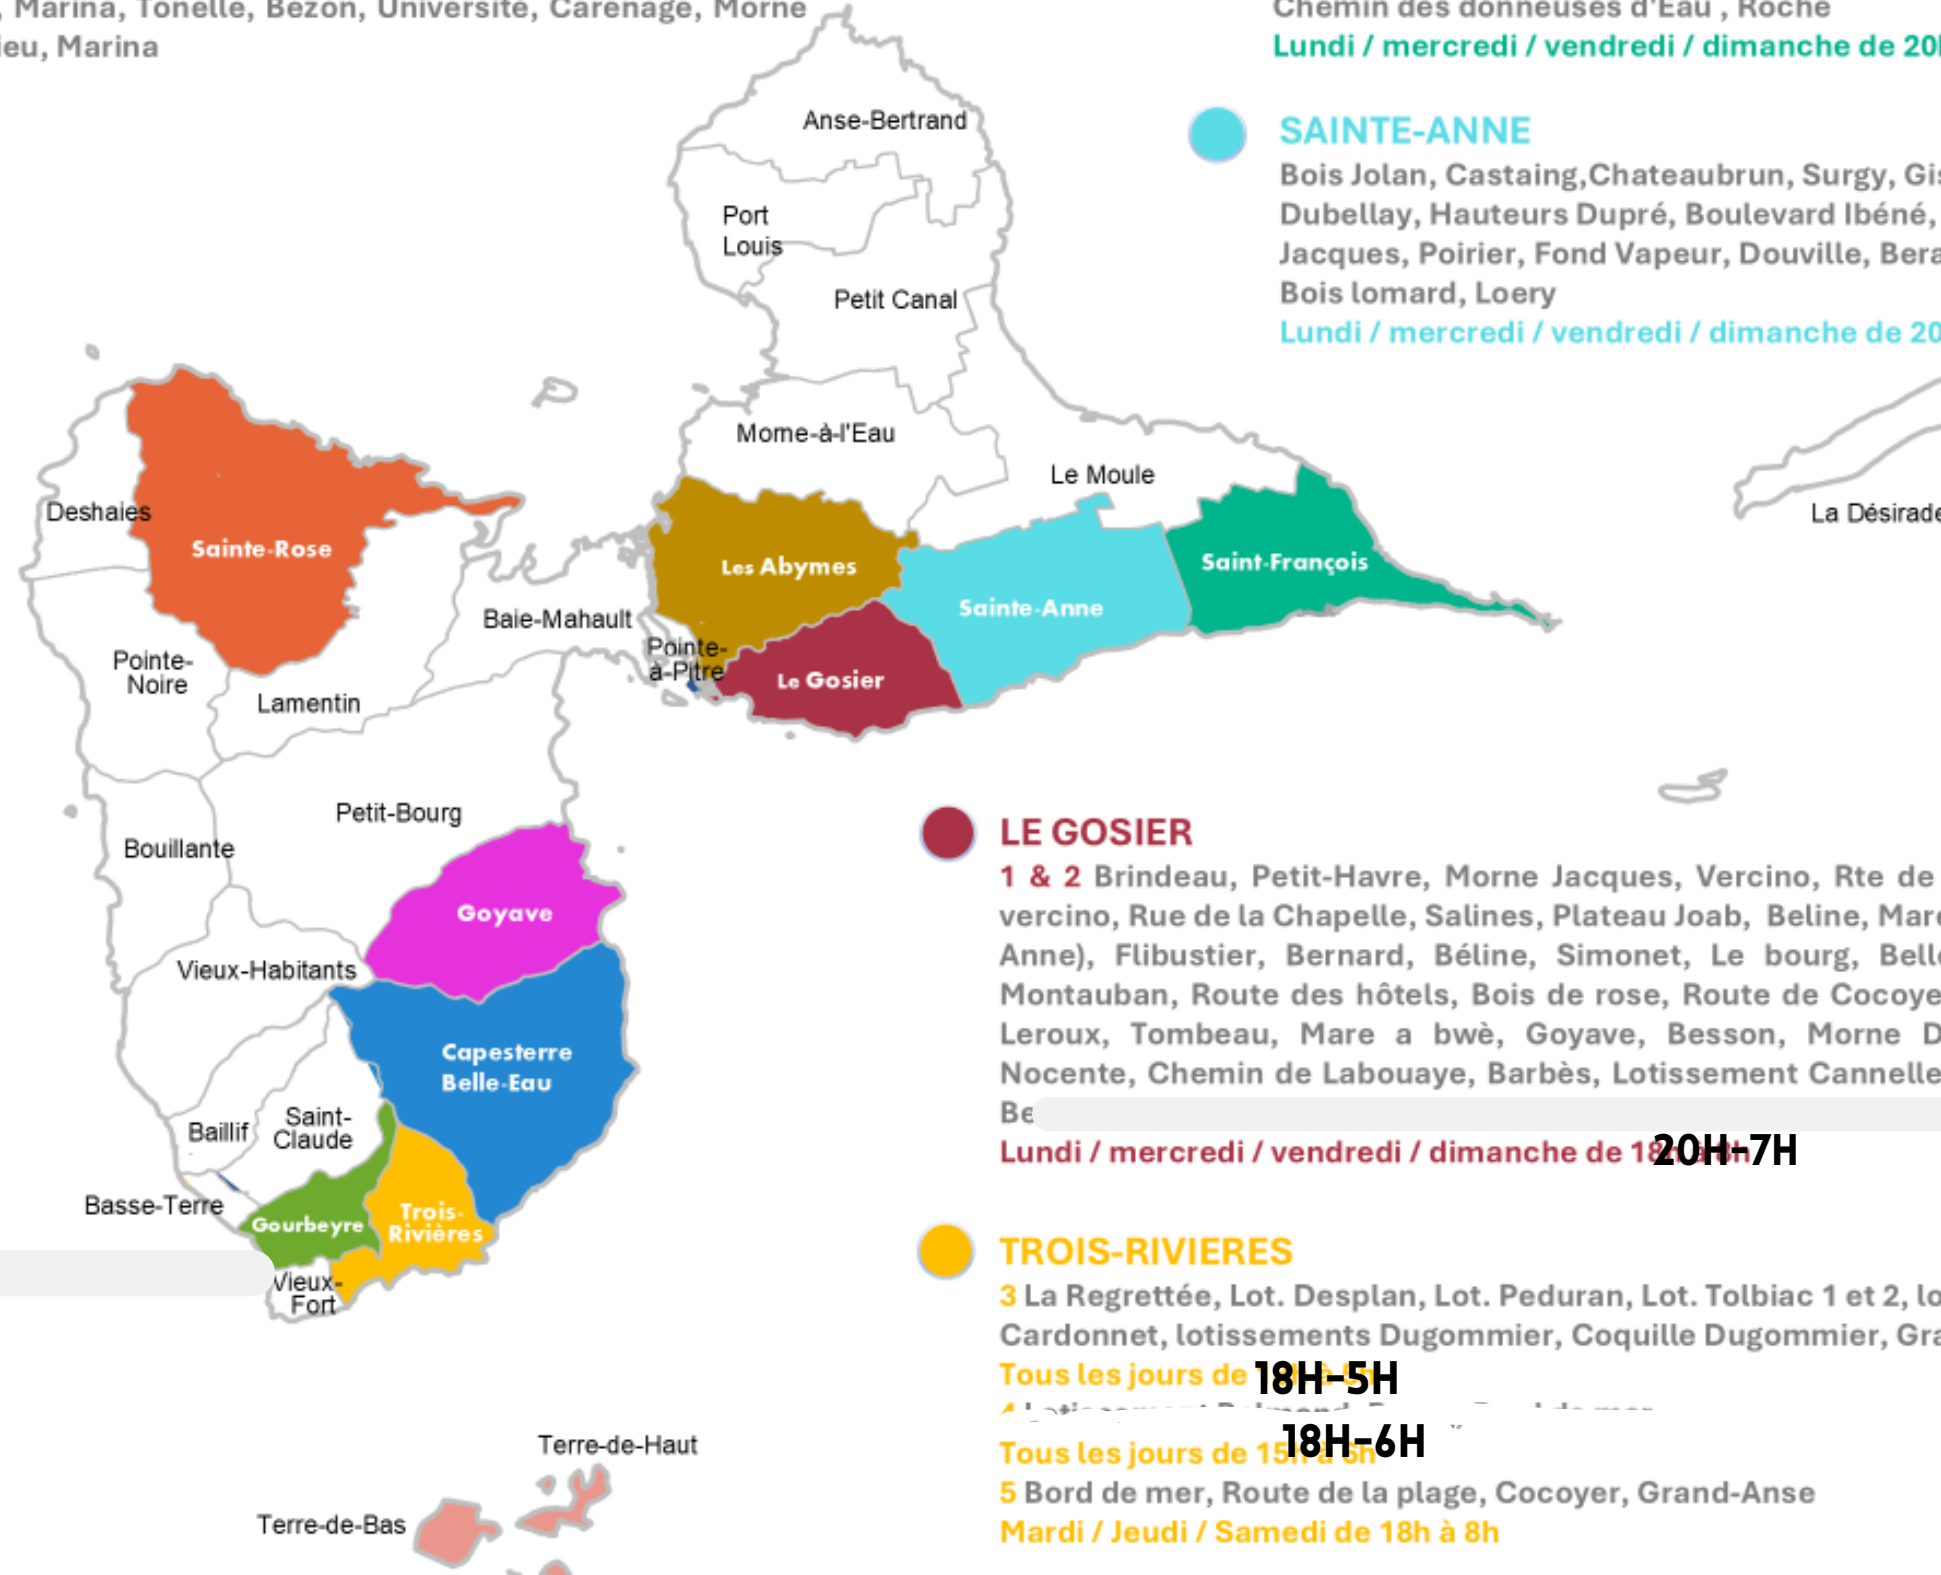 , Marina, Tonelle, Bezon, Université, Carénage, Morne
ieu, Marina
Chemin des donneuses d'Eau , Roche
Lundi / mercredi / vendredi / dimanche de 20
SAINTE-ANNE
Bois Jolan, Castaing,Chateaubrun, Surgy, Gis
Dubellay, Hauteurs Dupré, Boulevard Ibéné,
Jacques, Poirier, Fond Vapeur, Douville, Bera
Bois lomard, Loery
Lundi / mercredi / vendredi / dimanche de 20
Anse-Bertrand
Port
Louis
Petit Canal
Morne-à-l'Eau
Le Moule
La Désirade
Deshaies
Sainte-Rose
Les Abymes
Saint-François
Sainte-Anne
Baie-Mahault
Pointe-
à-Pitre
Le Gosier
Pointe-
Noire
Lamentin
Petit-Bourg
Bouillante
Goyave
Vieux-Habitants
Capesterre
Belle-Eau
Saint-
Claude
Baillif
Basse-Terre
Gourbeyre
Trois-
Rivières
Vieux-
Fort
Terre-de-Haut
Terre-de-Bas
LE GOSIER
1 & 2 Brindeau, Petit-Havre, Morne Jacques, Vercino, Rte de
vercino, Rue de la Chapelle, Salines, Plateau Joab, Beline, Mare
Anne), Flibustier, Bernard, Béline, Simonet, Le bourg, Belle
Montauban, Route des hôtels, Bois de rose, Route de Cocoye
Leroux, Tombeau, Mare a bwè, Goyave, Besson, Morne D
Nocente, Chemin de Labouaye, Barbès, Lotissement Cannelle
Be
Lundi / mercredi / vendredi / dimanche de 20H-7H
TROIS-RIVIERES
3 La Regrettée, Lot. Desplan, Lot. Peduran, Lot. Tolbiac 1 et 2, lo
Cardonnet, lotissements Dugommier, Coquille Dugommier, Gra
Tous les jours de 18H-5H
Tous les jours de 18H-6H
5 Bord de mer, Route de la plage, Cocoyer, Grand-Anse
Mardi / Jeudi / Samedi de 18h à 8h